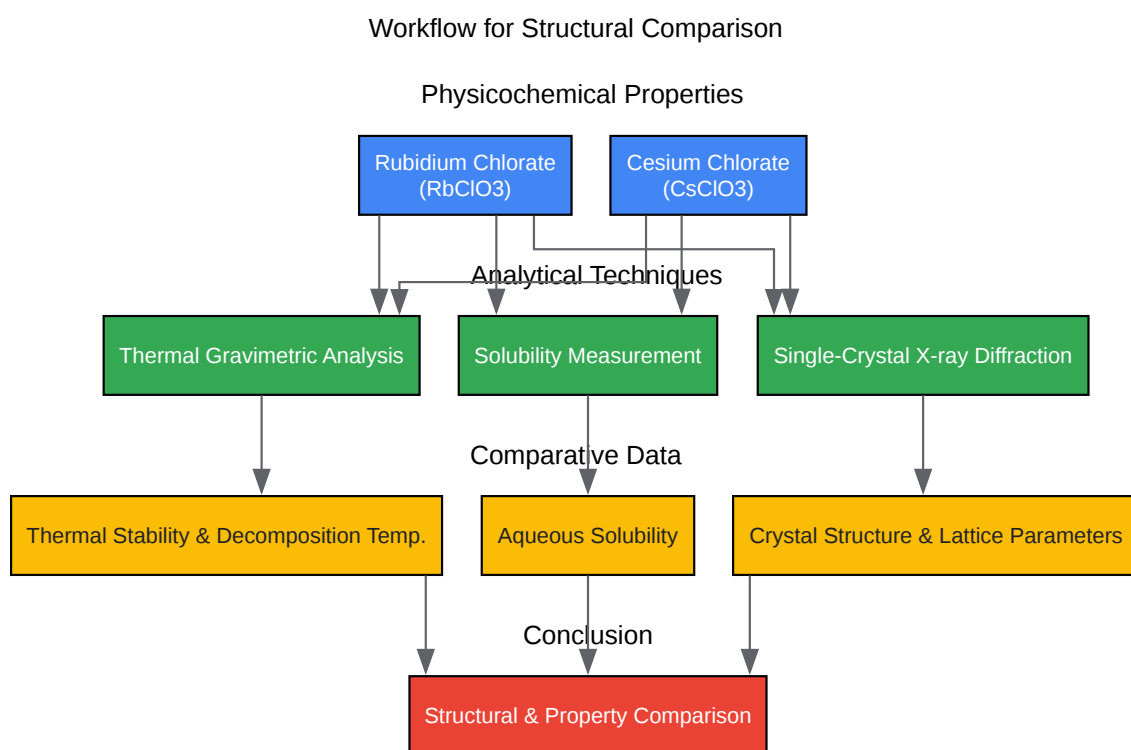 Workflow for Structural Comparison
Physicochemical Properties
Rubidium Chlorate
(RbClO3)
Cesium Chlorate
(CsClO3)
Analytical Techniques
Thermal Gravimetric Analysis
Solubility Measurement
Single-Crystal X-ray Diffraction
Comparative Data
Thermal Stability & Decomposition Temp.
Aqueous Solubility
Crystal Structure & Lattice Parameters
Conclusion
Structural & Property Comparison